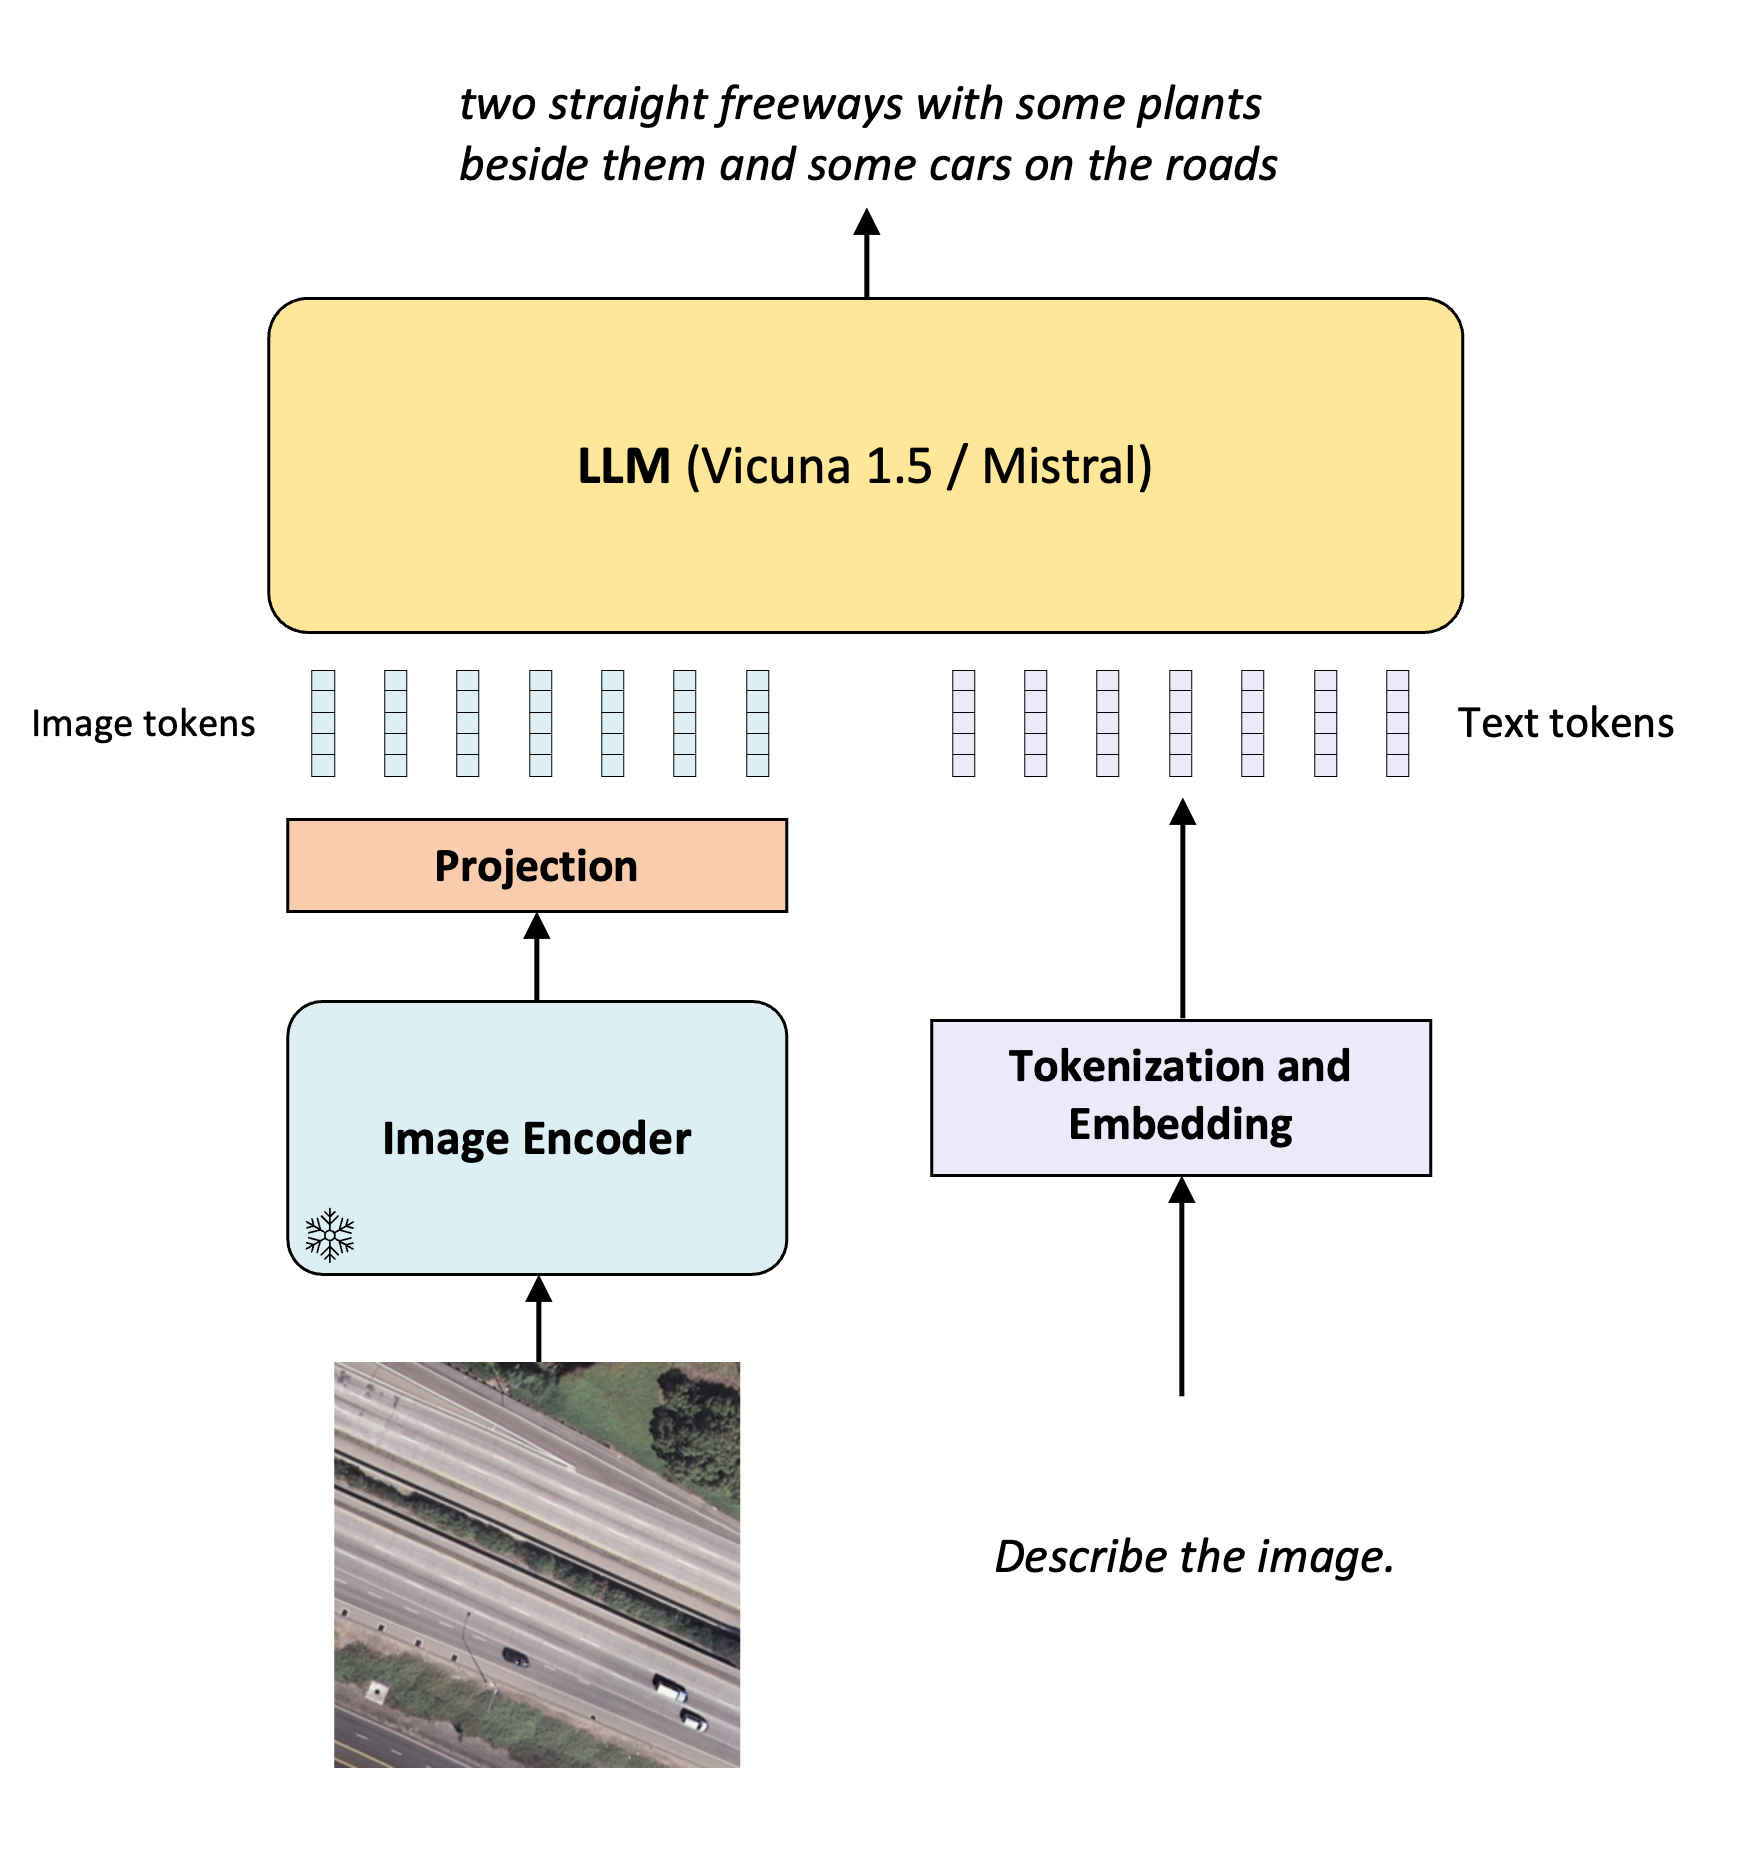 two straight freeways with some plants
beside them and some cars on the roads
LLM (Vicuna 1.5 / Mistral)
Image tokens
Text tokens
Projection
Image Encoder
Tokenization and
Embedding
Describe the image.